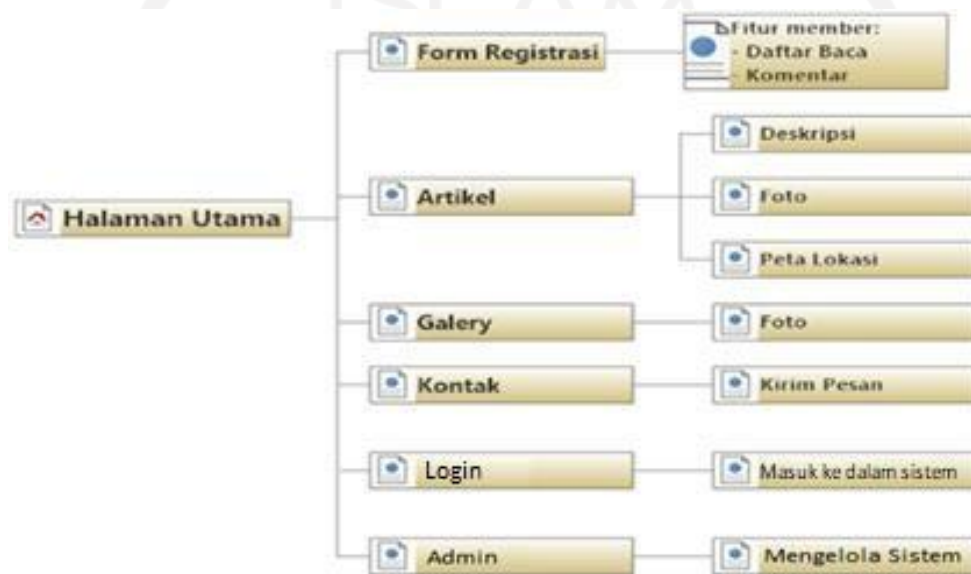 Halaman Utama
Form Registrasi
Fitur member:
- Daftar Baca
- Komentar
Artikel
Deskripsi
Foto
Peta Lokasi
Galery
Foto
Kontak
Kirim Pesan
Login
Masuk ke dalam sistem
Admin
Mengelola Sistem